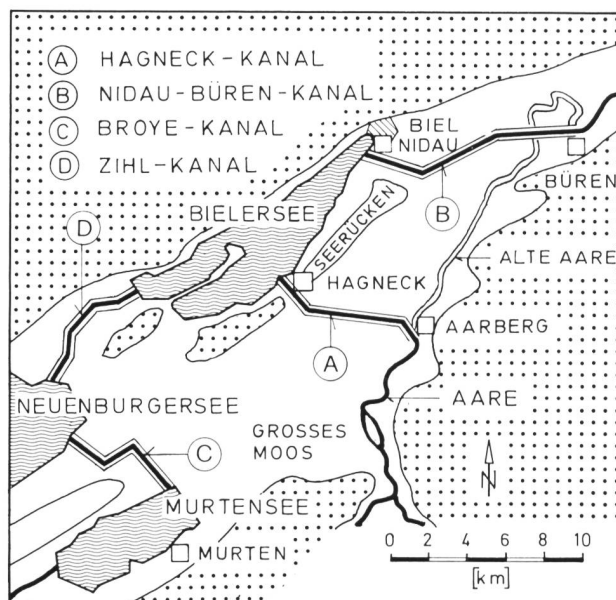 A HAGNECK-KANAL
B NIDAU-BÜREN-KANAL
C BROYE-KANAL
D ZIHL-KANAL
BIEL
NIDAU
BÜREN
BIELERSEE
D
SEERÜCKEN
B
HAGNECK
ALTE AARE
AARBERG
A
NEUENBURGERSEE
AARE
GROSSES
MOOS
C
N
MURTENSEE
MURTEN
0 2 4 6 8 10
[km]